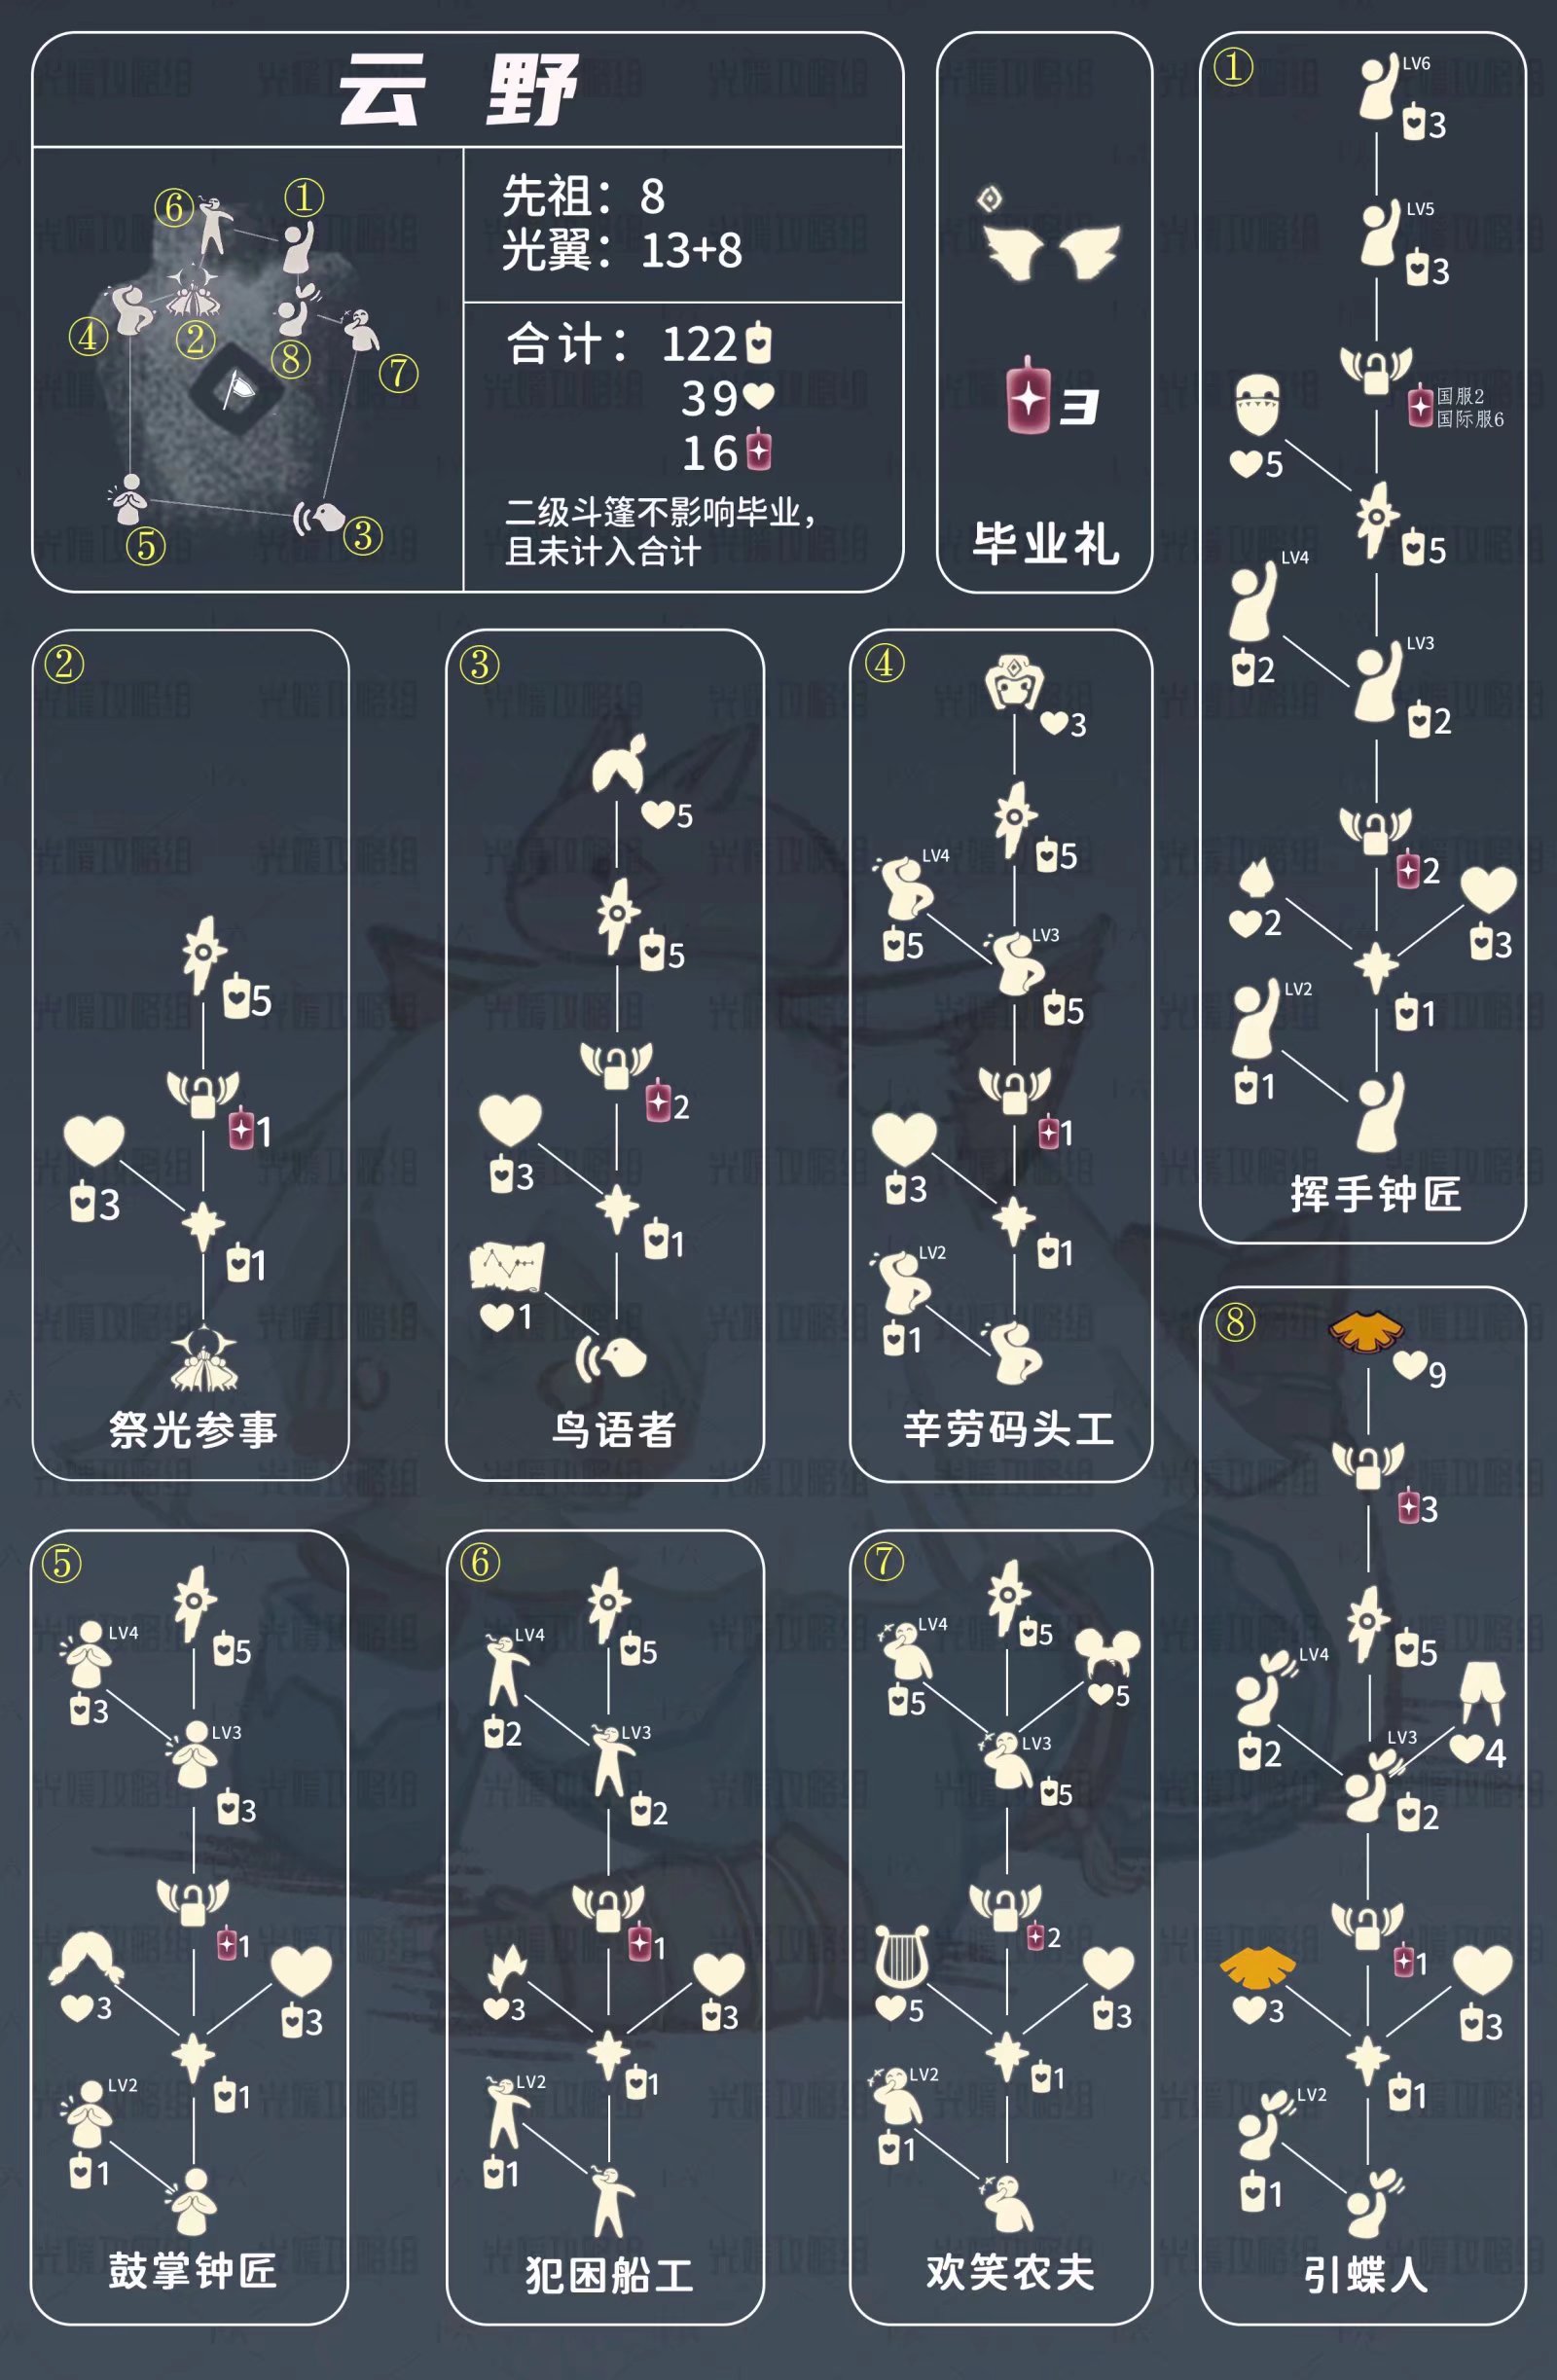 云 野
⑥
①
④
②
⑧
⑦
⑤
③
先祖：8
光翼：13+8
合计：122
39
16
二级斗篷不影响毕业，
且未计入合计
3
毕业礼
①
LV6
3
LV5
3
国服2
国际服6
5
5
LV4
2
LV3
2
2
2
3
1
LV2
1
挥手钟匠
②
5
1
3
1
祭光参事
③
5
5
2
3
1
1
鸟语者
④
3
5
LV4
5
LV3
5
1
3
1
LV2
1
辛劳码头工
⑤
5
LV4
3
LV3
3
1
3
3
1
LV2
1
鼓掌钟匠
⑥
5
LV4
2
LV3
2
1
3
3
1
LV2
1
犯困船工
⑦
5
LV4
5
5
LV3
5
2
5
3
1
LV2
1
欢笑农夫
⑧
9
3
5
LV4
2
4
LV3
2
1
3
3
1
LV2
1
引蝶人
光媛攻略组